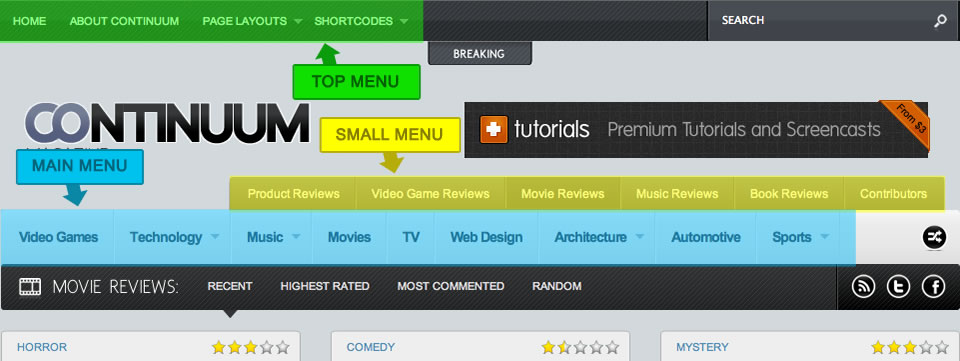 HOME ABOUT CONTINUUM PAGE LAYOUTS SHORTCODES SEARCH
BREAKING
TOP MENU
CONTINUUM
tutorials Premium Tutorials and Screencasts From $3
SMALL MENU
MAIN MENU
Product Reviews Video Game Reviews Movie Reviews Music Reviews Book Reviews Contributors
Video Games Technology Music Movies TV Web Design Architecture Automotive Sports
MOVIE REVIEWS: RECENT HIGHEST RATED MOST COMMENTED RANDOM
HORROR COMEDY MYSTERY